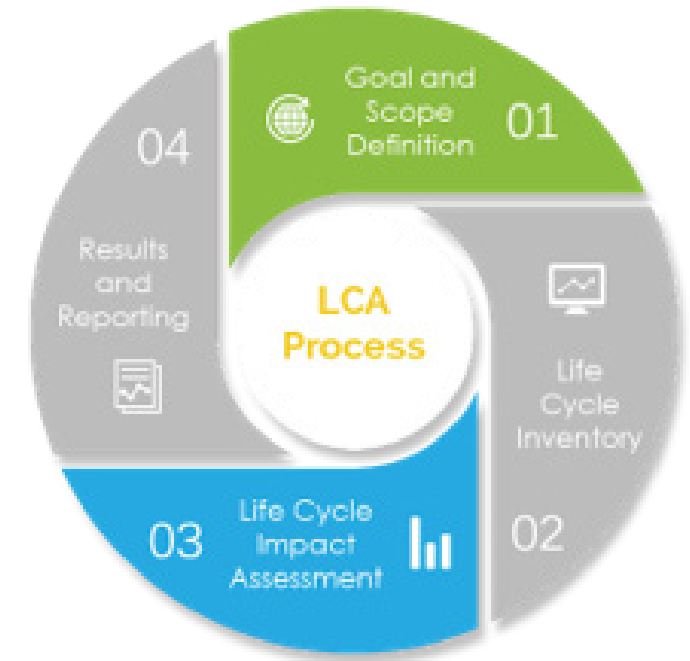 Goal and
Scope
Definition
01
Life
Cycle
Inventory
02
03
Life Cycle
Impact
Assessment
04
Results
and
Reporting
LCA
Process